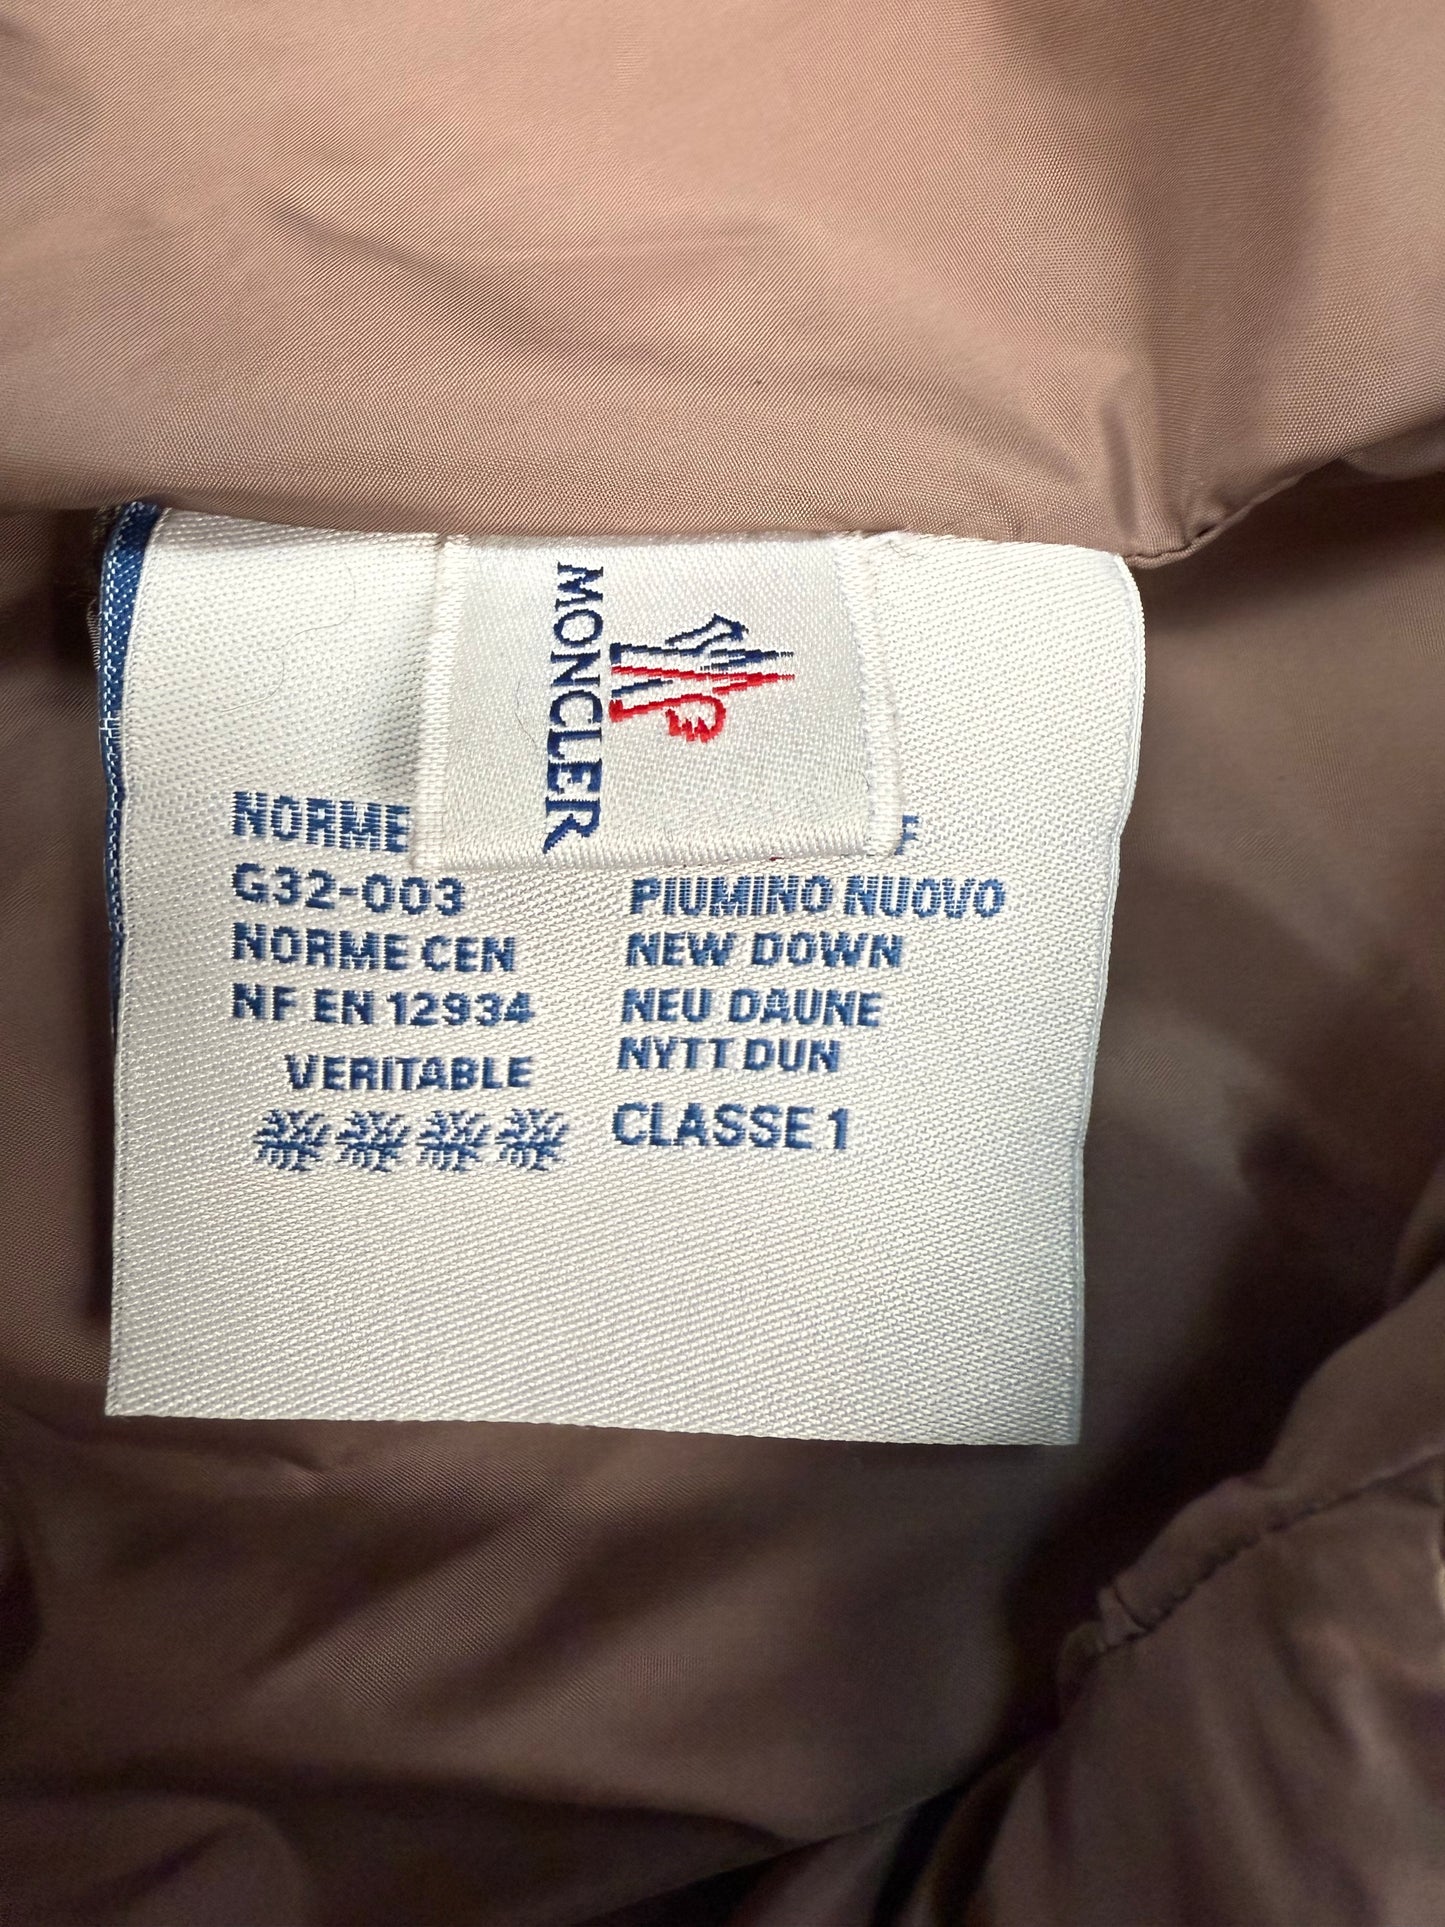 MONCLER
NORME
G32-003
NORME CEN
NF EN 12934
VERITABLE
PIUMINO NUOVO
NEW DOWN
NEU DAUNE
NYTT DUN
CLASSE 1